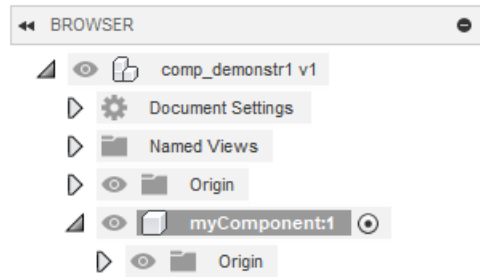 BROWSER
comp_demonstr1 v1
Document Settings
Named Views
Origin
myComponent:1
Origin